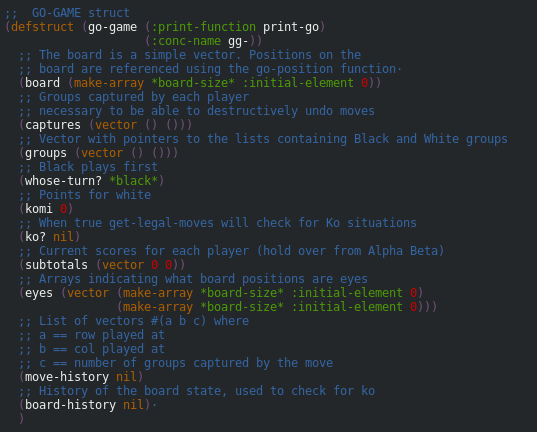 ;;  GO-GAME struct
(defstruct (go-game (:print-function print-go)
                    (:conc-name gg-))
  ;; The board is a simple vector. Positions on the
  ;; board are referenced using the go-position function·
  (board (make-array *board-size* :initial-element 0))
  ;; Groups captured by each player
  ;; necessary to be able to destructively undo moves
  (captures (vector () ()))
  ;; Vector with pointers to the lists containing Black and White groups
  (groups (vector () ()))
  ;; Black plays first
  (whose-turn? *black*)
  ;; Points for white
  (komi 0)
  ;; When true get-legal-moves will check for Ko situations
  (ko? nil)
  ;; Current scores for each player (hold over from Alpha Beta)
  (subtotals (vector 0 0))
  ;; Arrays indicating what board positions are eyes
  (eyes (vector (make-array *board-size* :initial-element 0)
                (make-array *board-size* :initial-element 0)))
  ;; List of vectors #(a b c) where
  ;; a == row played at
  ;; b == col played at
  ;; c == number of groups captured by the move
  (move-history nil)
  ;; History of the board state, used to check for ko
  (board-history nil)·
  )